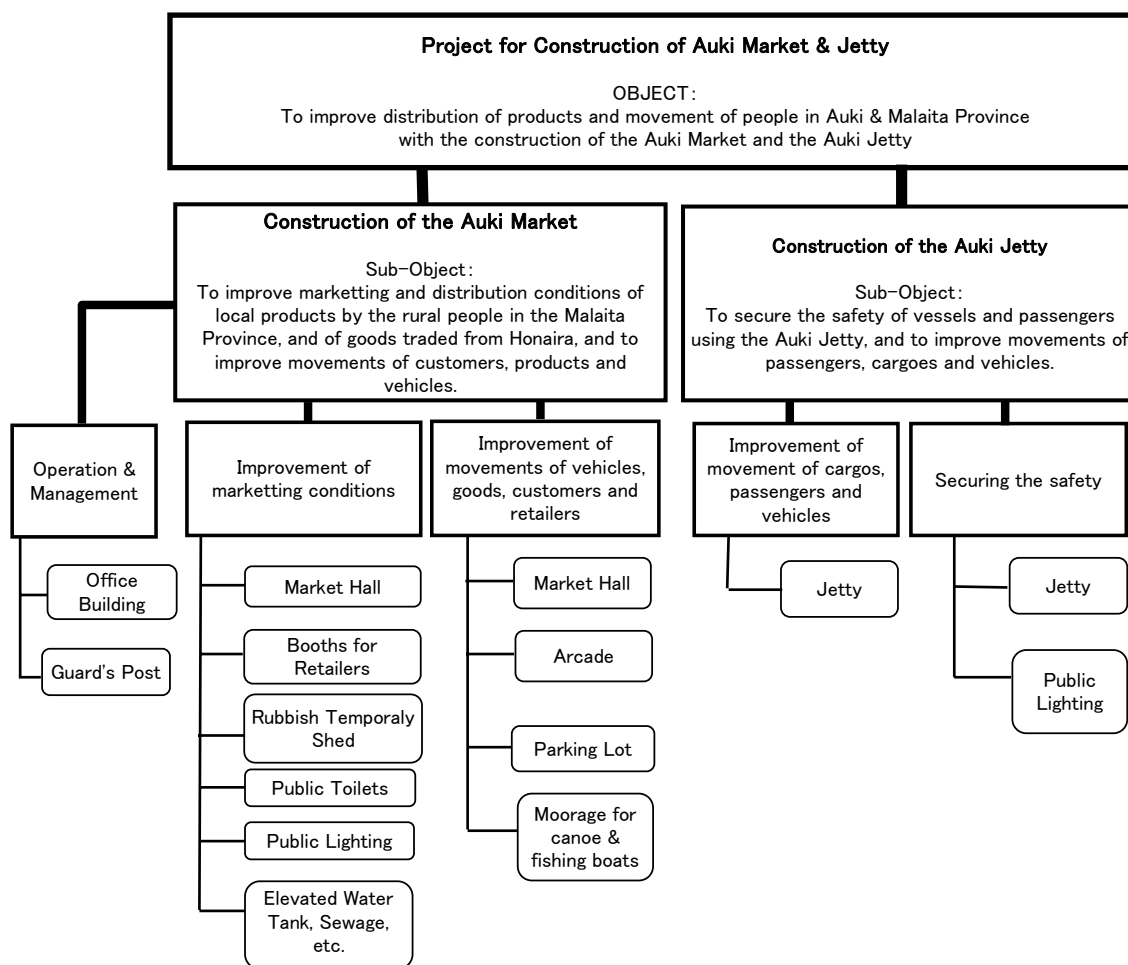 Project for Construction of Auki Market & Jetty
OBJECT:
To improve distribution of products and movement of people in Auki & Malaita Province
with the construction of the Auki Market and the Auki Jetty
Construction of the Auki Market
Sub-Object:
To improve marketting and distribution conditions of
local products by the rural people in the Malaita
Province, and of goods traded from Honaira, and to
improve movements of customers, products and
vehicles.
Construction of the Auki Jetty
Sub-Object:
To secure the safety of vessels and passengers
using the Auki Jetty, and to improve movements of
passengers, cargoes and vehicles.
Operation &
Management
Office
Building
Guard's Post
Improvement of
marketting conditions
Market Hall
Booths for
Retailers
Rubbish Temporaly
Shed
Public Toilets
Public Lighting
Elevated Water
Tank, Sewage,
etc.
Improvement of
movements of vehicles,
goods, customers and
retailers
Market Hall
Arcade
Parking Lot
Moorage for
canoe &
fishing boats
Improvement of
movement of cargos,
passengers and
vehicles
Jetty
Securing the safety
Jetty
Public
Lighting